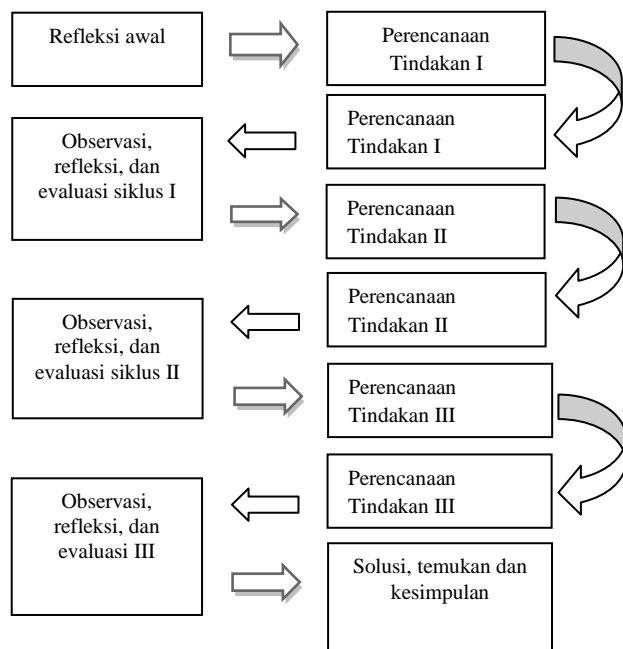 Refleksi awal
Perencanaan
Tindakan I
Perencanaan
Tindakan I
Observasi,
refleksi, dan
evaluasi siklus I
Perencanaan
Tindakan II
Perencanaan
Tindakan II
Observasi,
refleksi, dan
evaluasi siklus II
Perencanaan
Tindakan III
Perencanaan
Tindakan III
Observasi,
refleksi, dan
evaluasi III
Solusi, temukan dan
kesimpulan